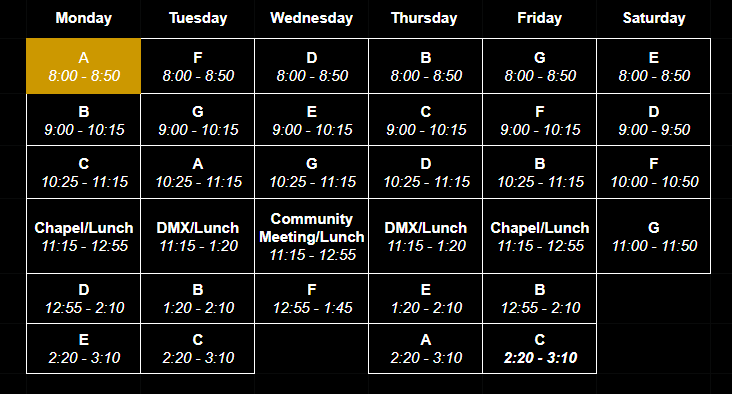 Monday Tuesday Wednesday Thursday Friday Saturday
A F D B G E
8:00 - 8:50 8:00 - 8:50 8:00 - 8:50 8:00 - 8:50 8:00 - 8:50 8:00 - 8:50
B G E C F D
9:00 - 10:15 9:00 - 10:15 9:00 - 10:15 9:00 - 10:15 9:00 - 10:15 9:00 - 9:50
C A G D B F
10:25 - 11:15 10:25 - 11:15 10:25 - 11:15 10:25 - 11:15 10:25 - 11:15 10:00 - 10:50
Chapel/Lunch DMX/Lunch Community Meeting/Lunch DMX/Lunch Chapel/Lunch G
11:15 - 12:55 11:15 - 1:20 11:15 - 12:55 11:15 - 1:20 11:15 - 12:55 11:00 - 11:50
D B F E B
12:55 - 2:10 1:20 - 2:10 12:55 - 1:45 1:20 - 2:10 12:55 - 2:10
E C A C
2:20 - 3:10 2:20 - 3:10 2:20 - 3:10 2:20 - 3:10